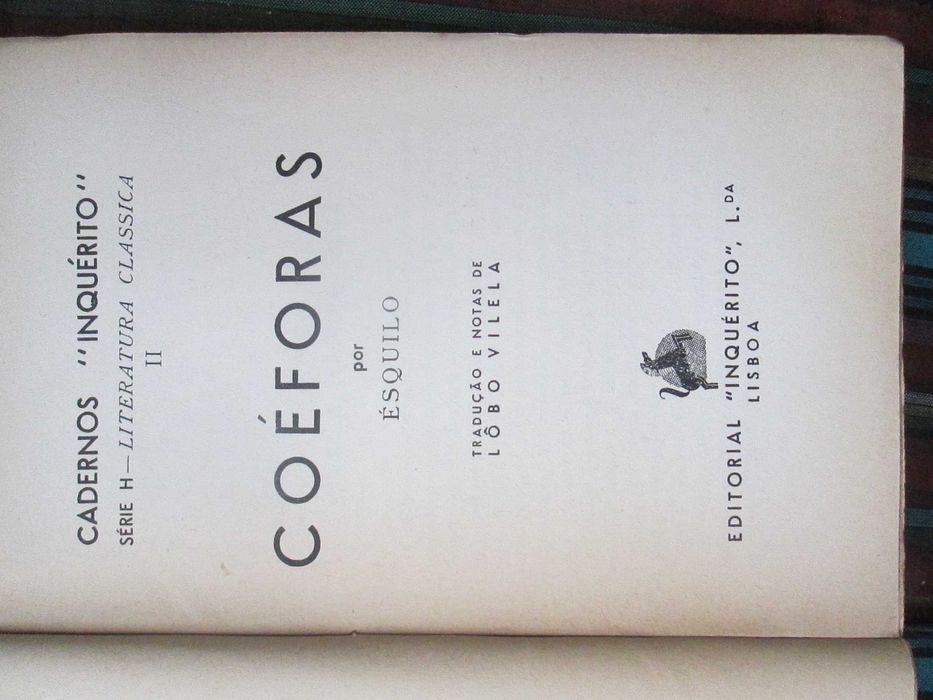 CADERNOS "INQUÉRITO"
SÉRIE H — LITERATURA CLASSICA
II
COÉFORAS
por
ÉSQUILO
TRADUÇÃO E NOTAS DE
LÔBO VILELA
EDITORIAL "INQUÉRITO", L.DA
LISBOA